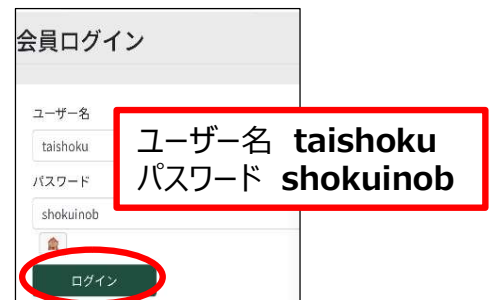 会員ログイン
ユーザー名
taishoku
パスワード
shokuinob
ログイン
ユーザー名 taishoku
パスワード shokuinob